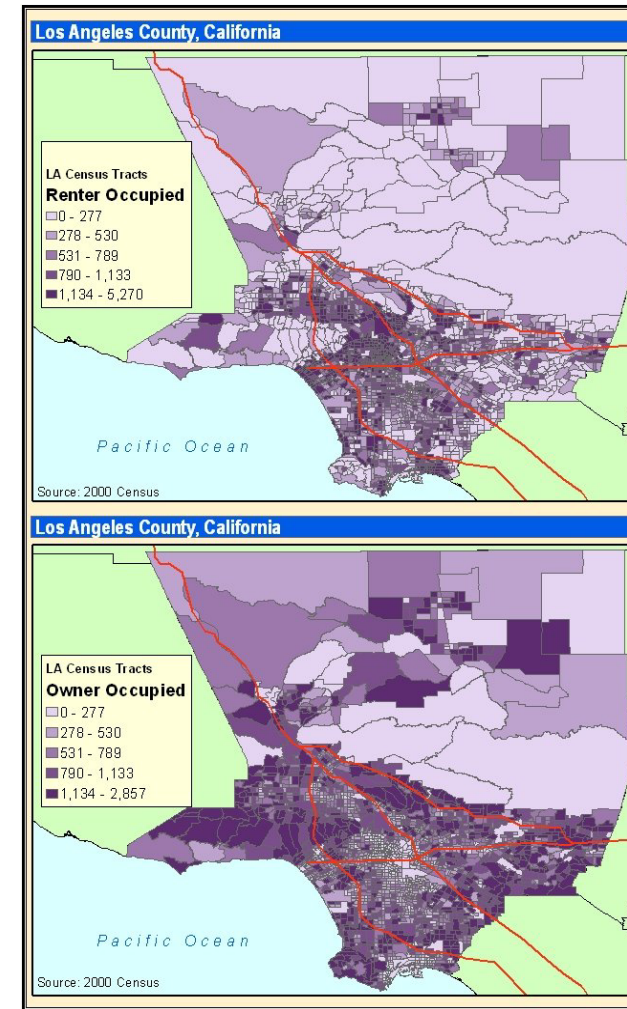 Los Angeles County, California
LA Census Tracts
Renter Occupied
0 - 277
278 - 530
531 - 789
790 - 1,133
1,134 - 5,270
Pacific Ocean
Source: 2000 Census
Los Angeles County, California
LA Census Tracts
Owner Occupied
0 - 277
278 - 530
531 - 789
790 - 1,133
1,134 - 2,857
Pacific Ocean
Source: 2000 Census